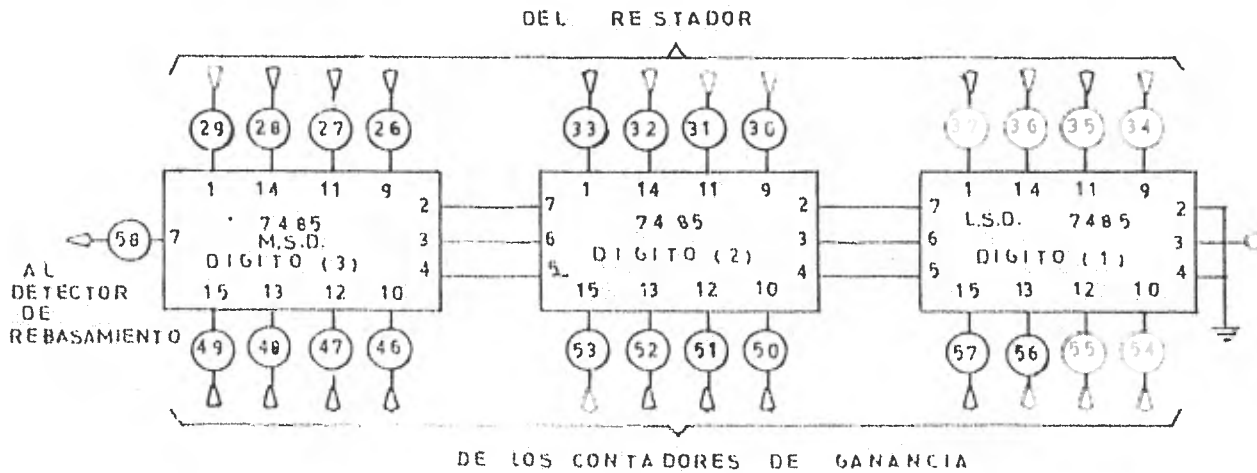 DEL RESTADOR
29 28 27 26 33 32 31 30 37 36 35 34
1 14 11 9 1 14 11 9 1 14 11 9
7485 2 7 7485 2 7 L.S.D. 7485 2
58 7 M.S.D. 3 6 3 6 3
DIGITO (3) 4 5 DIGITO (2) 4 5 DIGITO (1) 4
AL
DETECTOR
DE
REBASAMIENTO
15 13 12 10 15 13 12 10 15 13 12 10
49 48 47 46 53 52 51 50 57 56 55 54
DE LOS CONTADORES DE GANANCIA